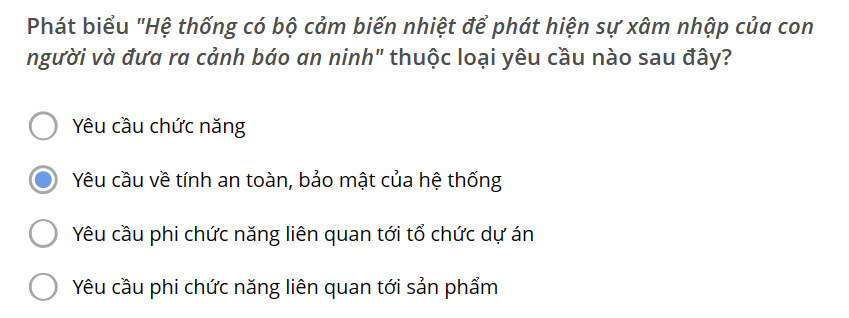 Phát biểu "Hệ thống có bộ cảm biến nhiệt để phát hiện sự xâm nhập của con
người và đưa ra cảnh báo an ninh" thuộc loại yêu cầu nào sau đây?
Yêu cầu chức năng
Yêu cầu về tính an toàn, bảo mật của hệ thống
Yêu cầu phi chức năng liên quan tới tổ chức dự án
Yêu cầu phi chức năng liên quan tới sản phẩm